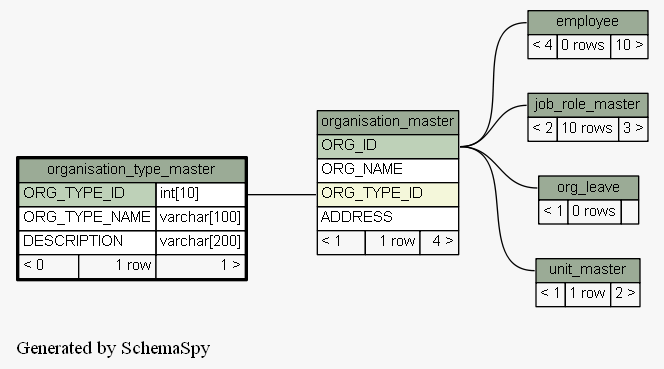 employee
< 4 0 rows 10 >
job_role_master
< 2 10 rows 3 >
organisation_master
ORG_ID
ORG_NAME
ORG_TYPE_ID
ADDRESS
< 1 1 row 4 >
organisation_type_master
ORG_TYPE_ID int[10]
ORG_TYPE_NAME varchar[100]
DESCRIPTION varchar[200]
< 0 1 row 1 >
org_leave
< 1 0 rows
unit_master
< 1 1 row 2 >
Generated by SchemaSpy